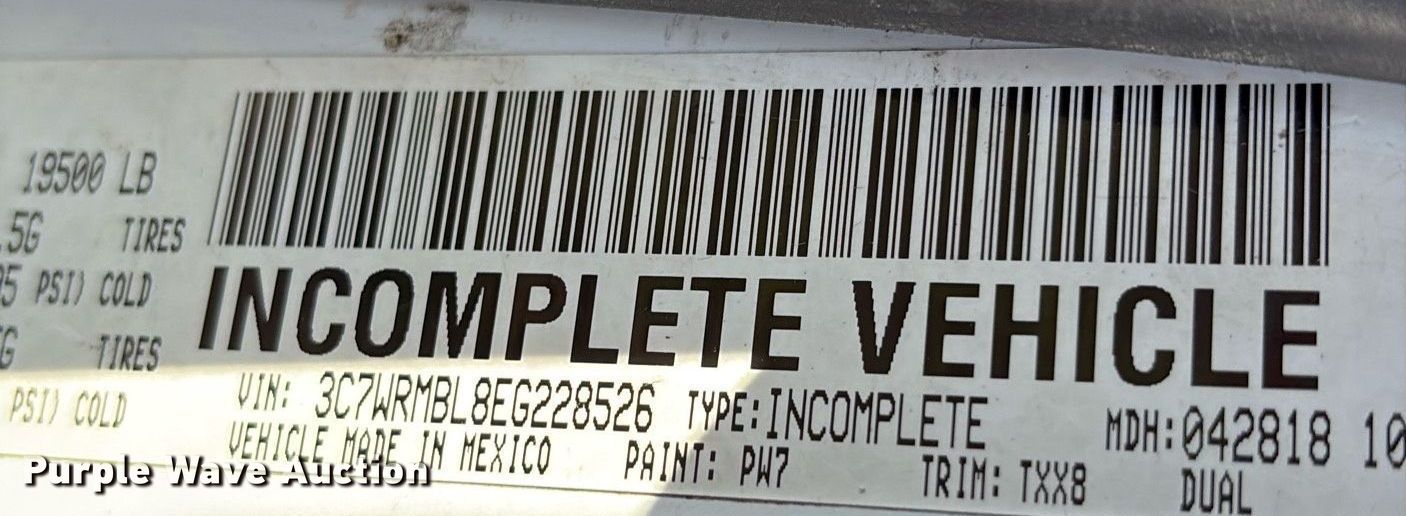 19500 LB
.5G TIRES
5 PSI) COLD
G TIRES
PSI) COLD
INCOMPLETE VEHICLE
VIN: 3C7WRMBL8EG228526 TYPE: INCOMPLETE MDH: 042818 10
VEHICLE MADE IN MEXICO PAINT: PW7 TRIM: TXX8 DUAL
Purple Wave Auction